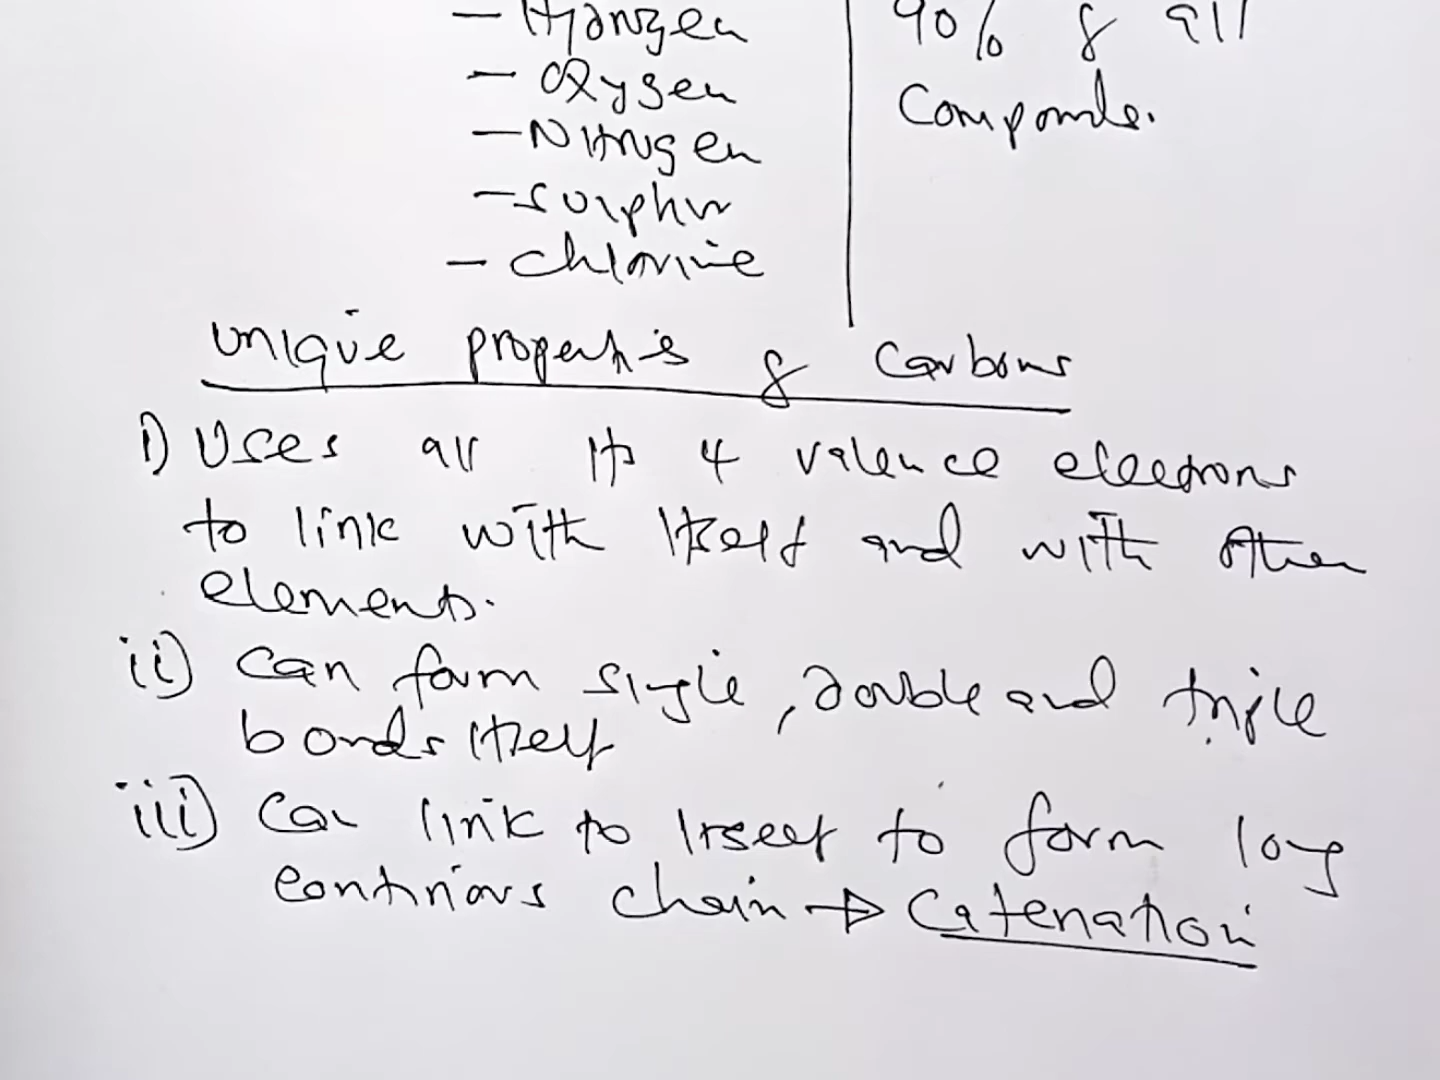 - Hydrogen
- Oxygen
- Nitrogen
- Sulphur
- Chlorine
90% of all
Compounds.
Unique properties of Carbons
i) Uses all its 4 valence electrons
to link with itself and with other
elements.
ii) Can form single, double and triple
bonds itself
iii) Can link to itself to form long
continous chain → Catenation